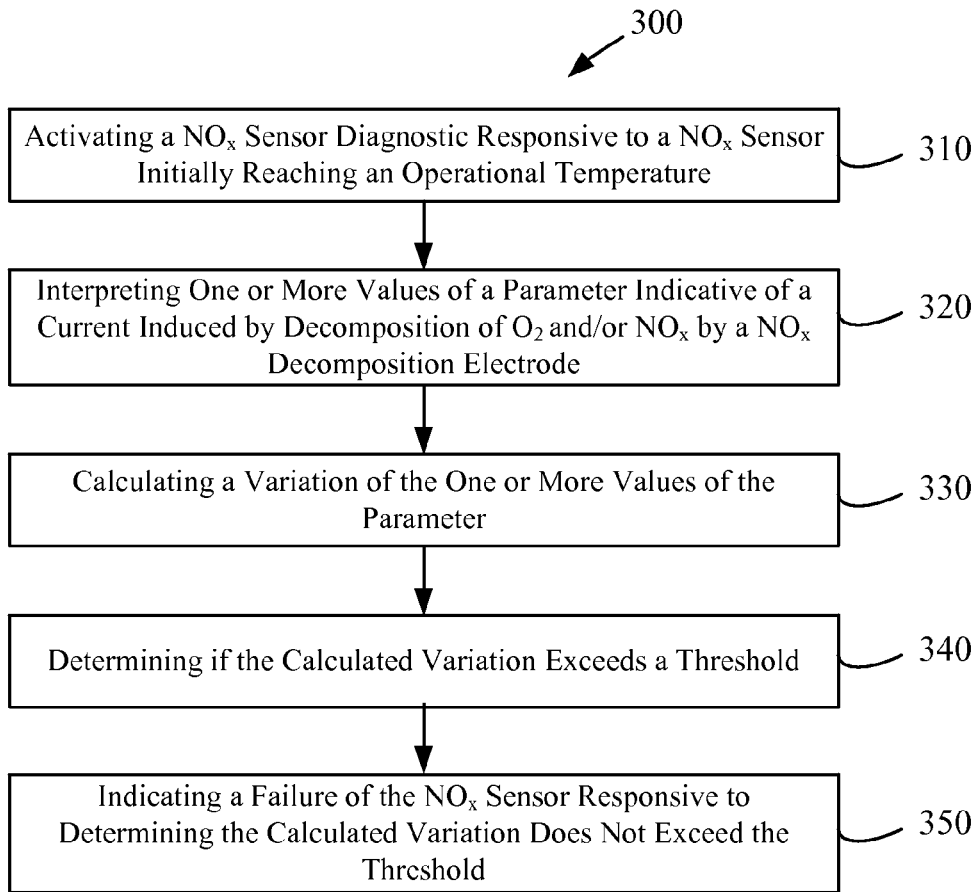 300
Activating a NOx Sensor Diagnostic Responsive to a NOx Sensor
Initially Reaching an Operational Temperature
310
Interpreting One or More Values of a Parameter Indicative of a
Current Induced by Decomposition of O2 and/or NOx by a NOx
Decomposition Electrode
320
Calculating a Variation of the One or More Values of the
Parameter
330
Determining if the Calculated Variation Exceeds a Threshold
340
Indicating a Failure of the NOx Sensor Responsive to
Determining the Calculated Variation Does Not Exceed the
Threshold
350